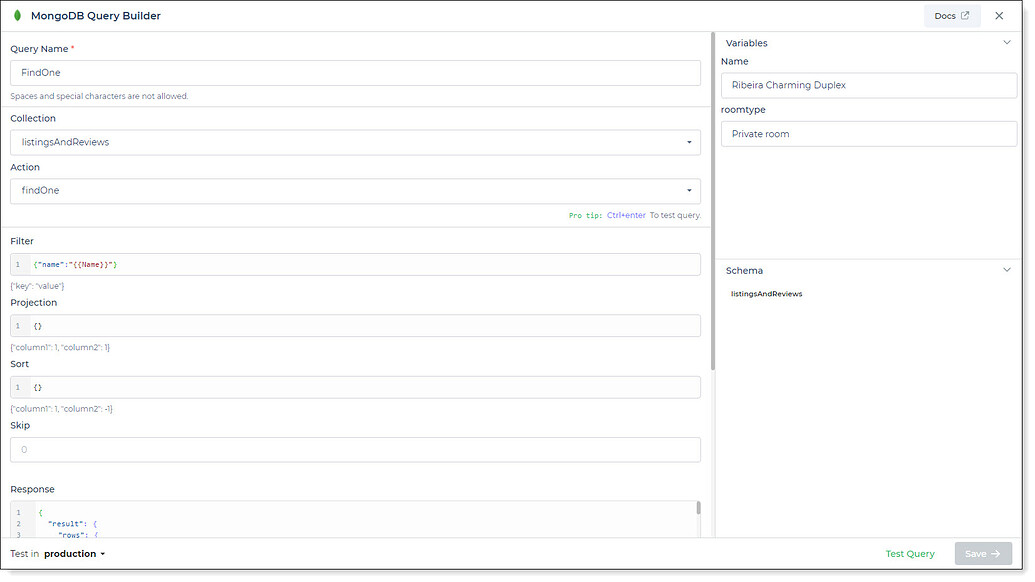 MongoDB Query Builder
Docs
Query Name *
FindOne
Spaces and special characters are not allowed.
Collection
listingsAndReviews
Action
findOne
Pro tip: Ctrl+enter To test query.
Filter
1 {"name":"{{Name}}"}
{"key": "value"}
Projection
1 {}
{"column1": 1, "column2": 1}
Sort
1 {}
{"column1": 1, "column2": -1}
Skip
0
Response
1 {
2 "result": {
3 "rows": {
Variables
Name
Ribeira Charming Duplex
roomtype
Private room
Schema
listingsAndReviews
Test in production
Test Query
Save